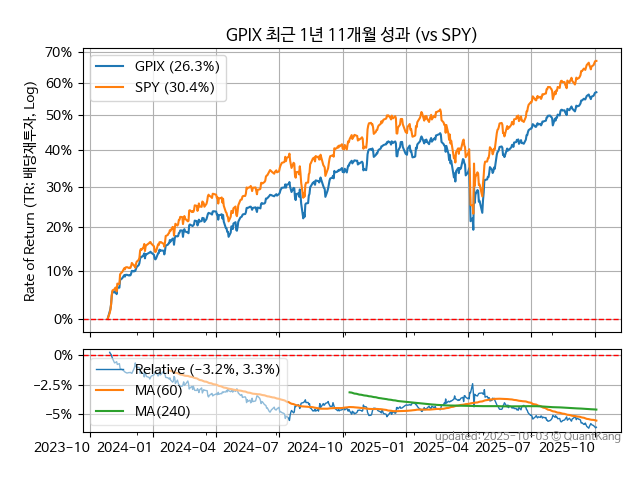 GPIX 최근 1년 11개월 성과 (vs SPY)
Rate of Return (TR: 배당재투자, Log)
70%
60%
50%
40%
30%
20%
10%
0%
GPIX (26.3%)
SPY (30.4%)
0%
−2.5%
−5%
Relative (−3.2%, 3.3%)
MA(60)
MA(240)
2023−10 2024−01 2024−04 2024−07 2024−10 2025−01 2025−04 2025−07 2025−10
updated: 2025−10−03 © QuantKang